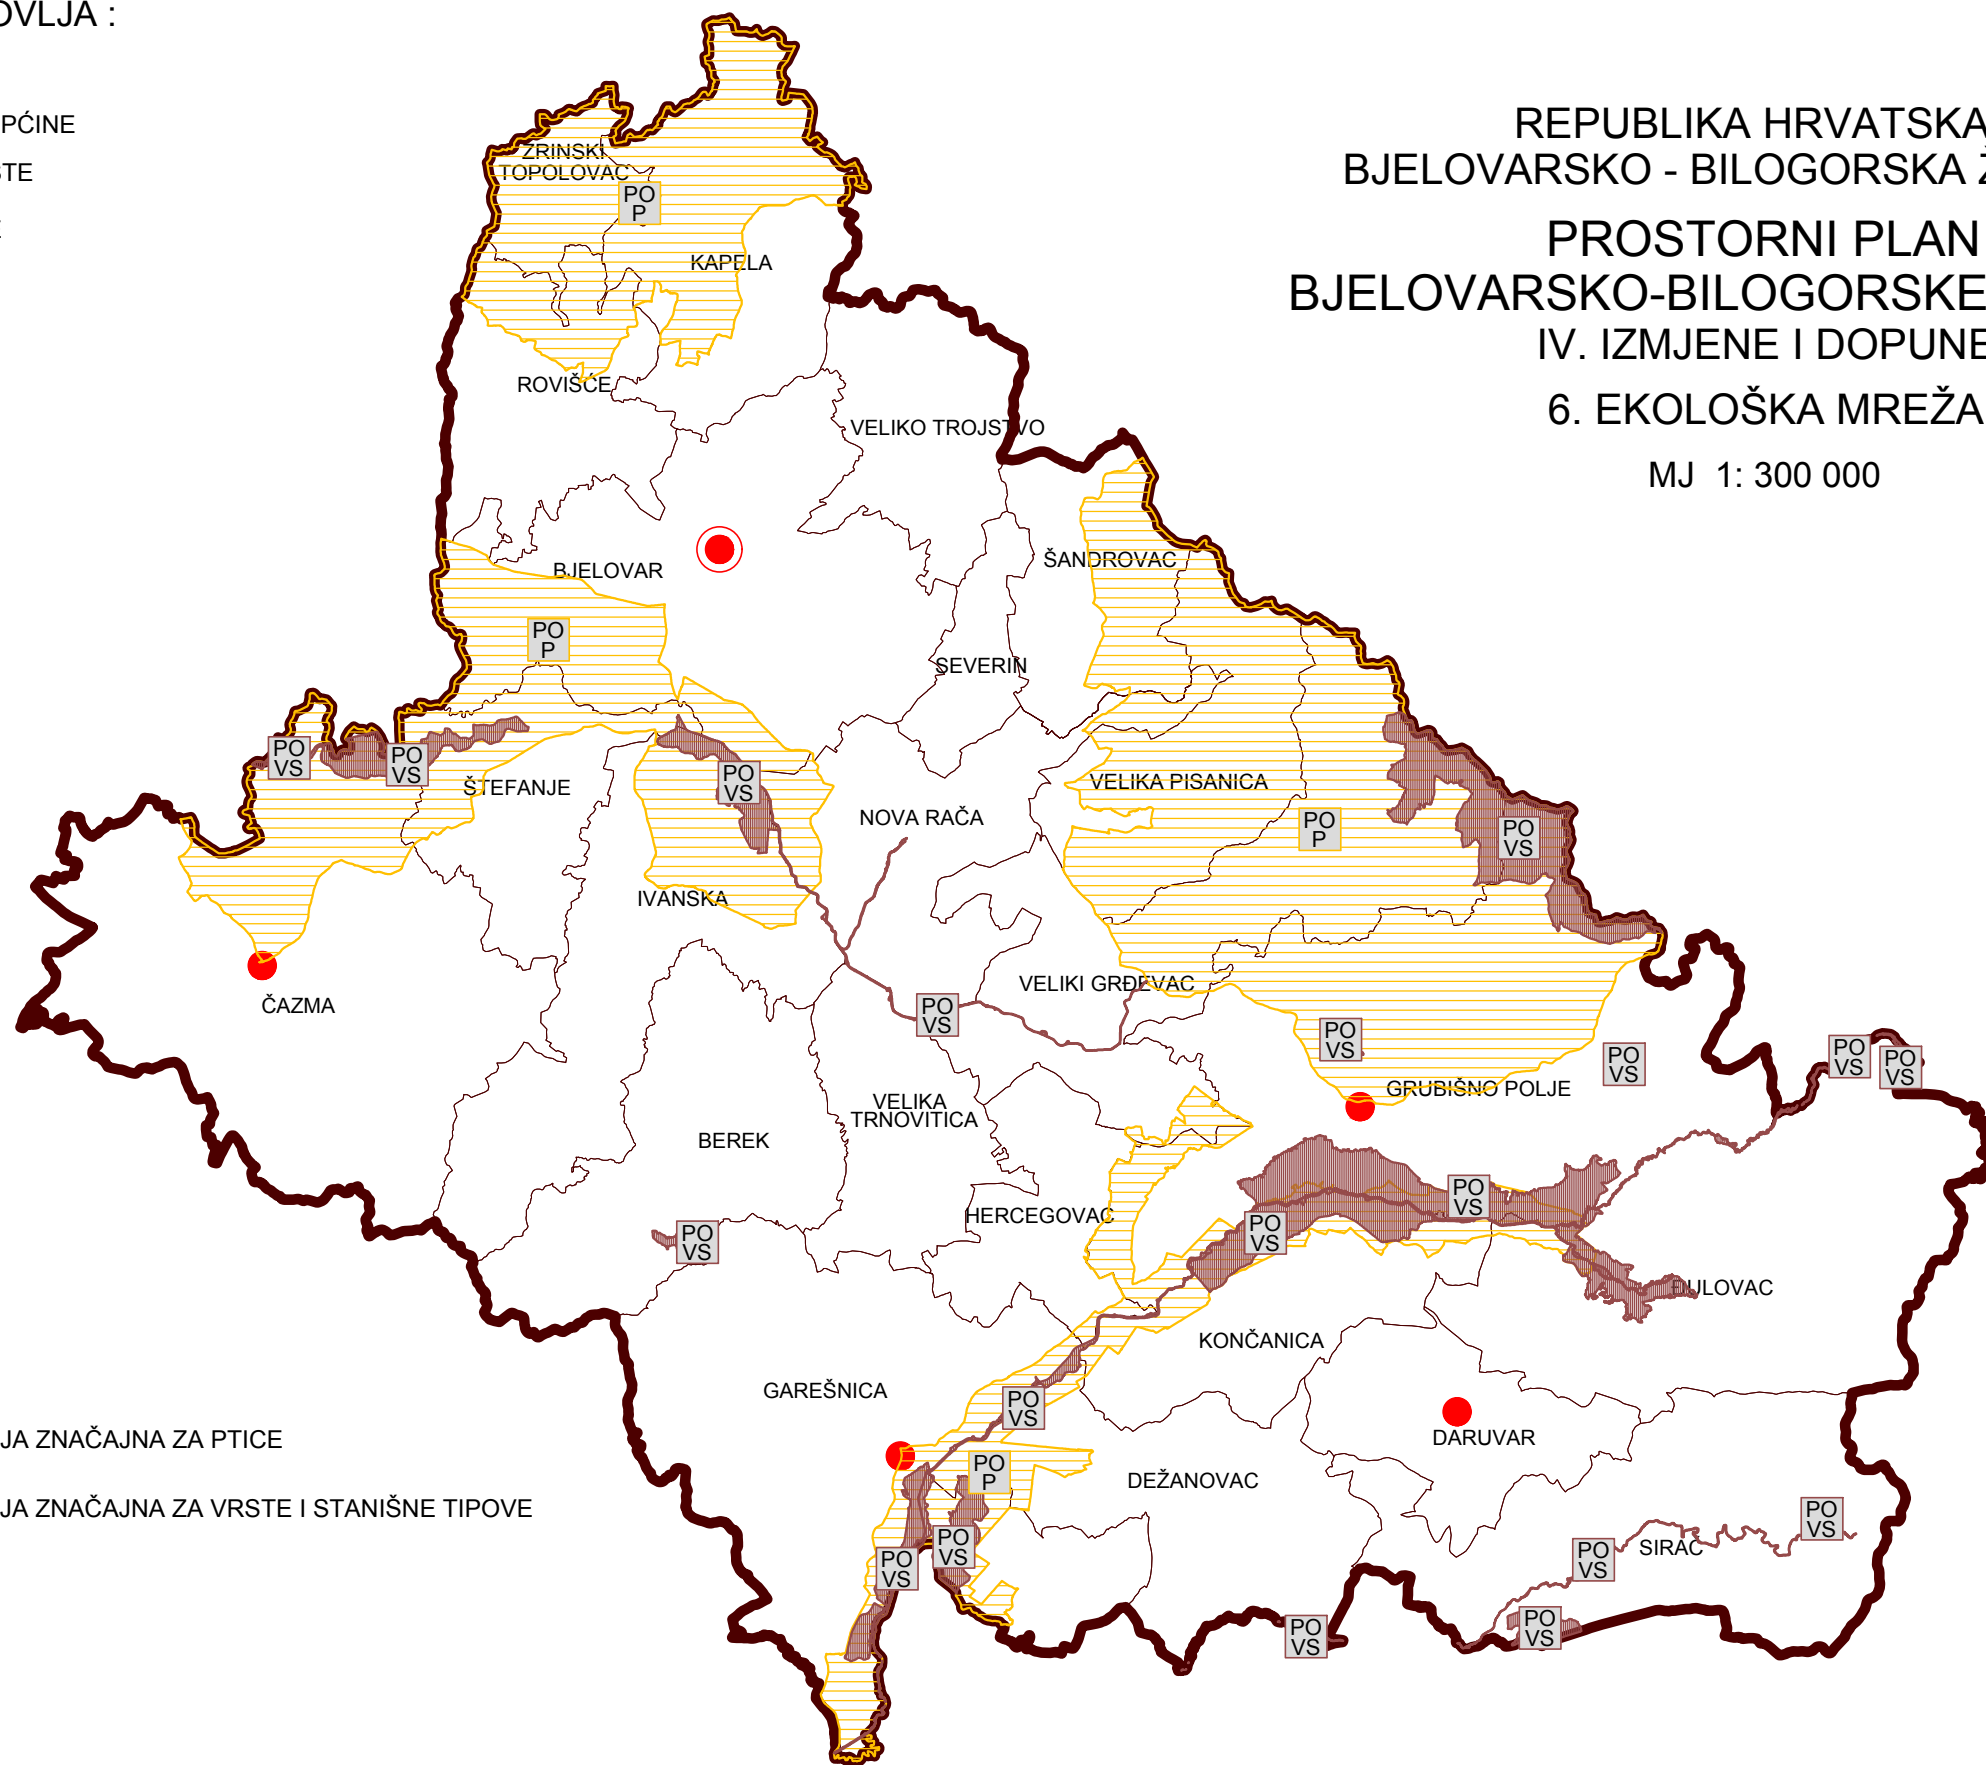 OVLJA :
PĆINE
STE
REPUBLIKA HRVATSKA
BJELOVARSKO - BILOGORSKA
PROSTORNI PLAN
BJELOVARSKO-BILOGORSKE
IV. IZMJENE I DOPUNE
6. EKOLOŠKA MREŽA
MJ 1: 300 000
ZRINSKI
TOPOLOVAC
PO
P
KAPELA
ROVIŠĆE
VELIKO TROJSTVO
BJELOVAR
ŠANDROVAC
PO
P
SEVERIN
PO
VS
PO
VS
ŠTEFANJE
PO
VS
VELIKA PISANICA
NOVA RAČA
PO
P
PO
VS
IVANSKA
ČAZMA
VELIKI GRĐEVAC
PO
VS
PO
VS
PO
VS
PO
VS
PO
VS
GRUBIŠNO POLJE
VELIKA
TRNOVITICA
BEREK
PO
VS
HERCEGOVAC
PO
VS
PO
VS
ĐULOVAC
KONČANICA
GAREŠNICA
PO
VS
DARUVAR
PO
P
DEŽANOVAC
JA ZNAČAJNA ZA PTICE
JA ZNAČAJNA ZA VRSTE I STANIŠNE TIPOVE
PO
VS
PO
VS
PO
VS
SIRAČ
PO
VS
PO
VS
PO
VS